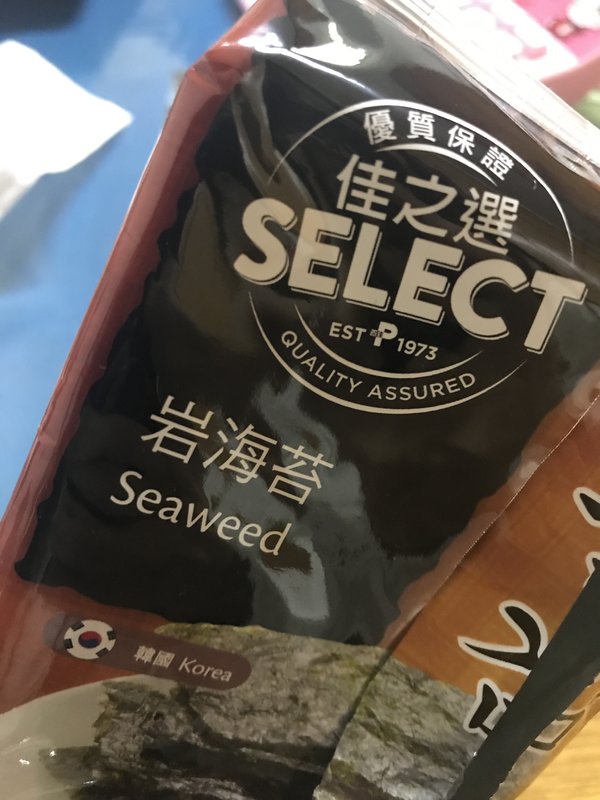 優質保證
佳之選
SELECT
EST P 1973
QUALITY ASSURED
岩海苔
Seaweed
韓國 Korea